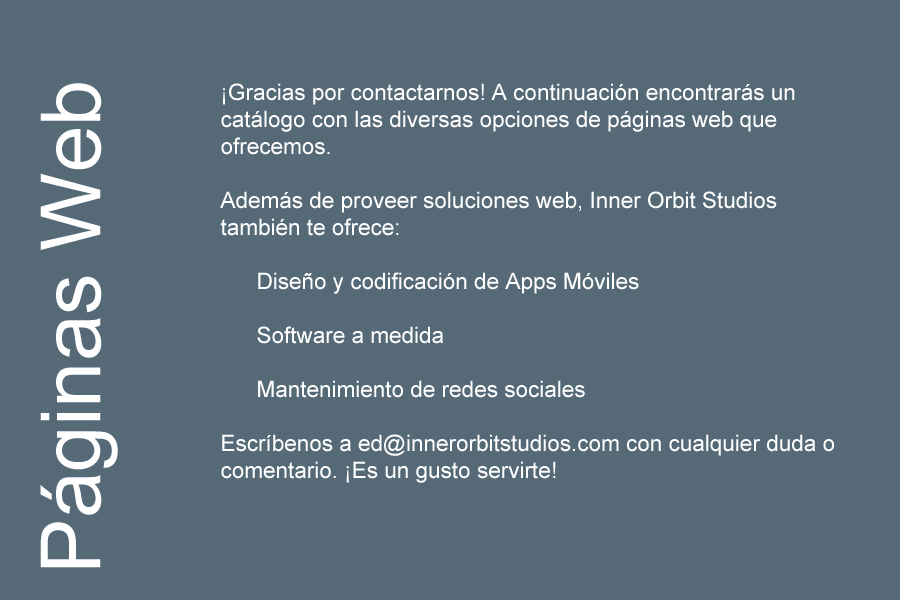 Páginas Web
¡Gracias por contactarnos! A continuación encontrarás un
catálogo con las diversas opciones de páginas web que
ofrecemos.
Además de proveer soluciones web, Inner Orbit Studios
también te ofrece:
Diseño y codificación de Apps Móviles
Software a medida
Mantenimiento de redes sociales
Escríbenos a ed@innerorbitstudios.com con cualquier duda o
comentario. ¡Es un gusto servirte!